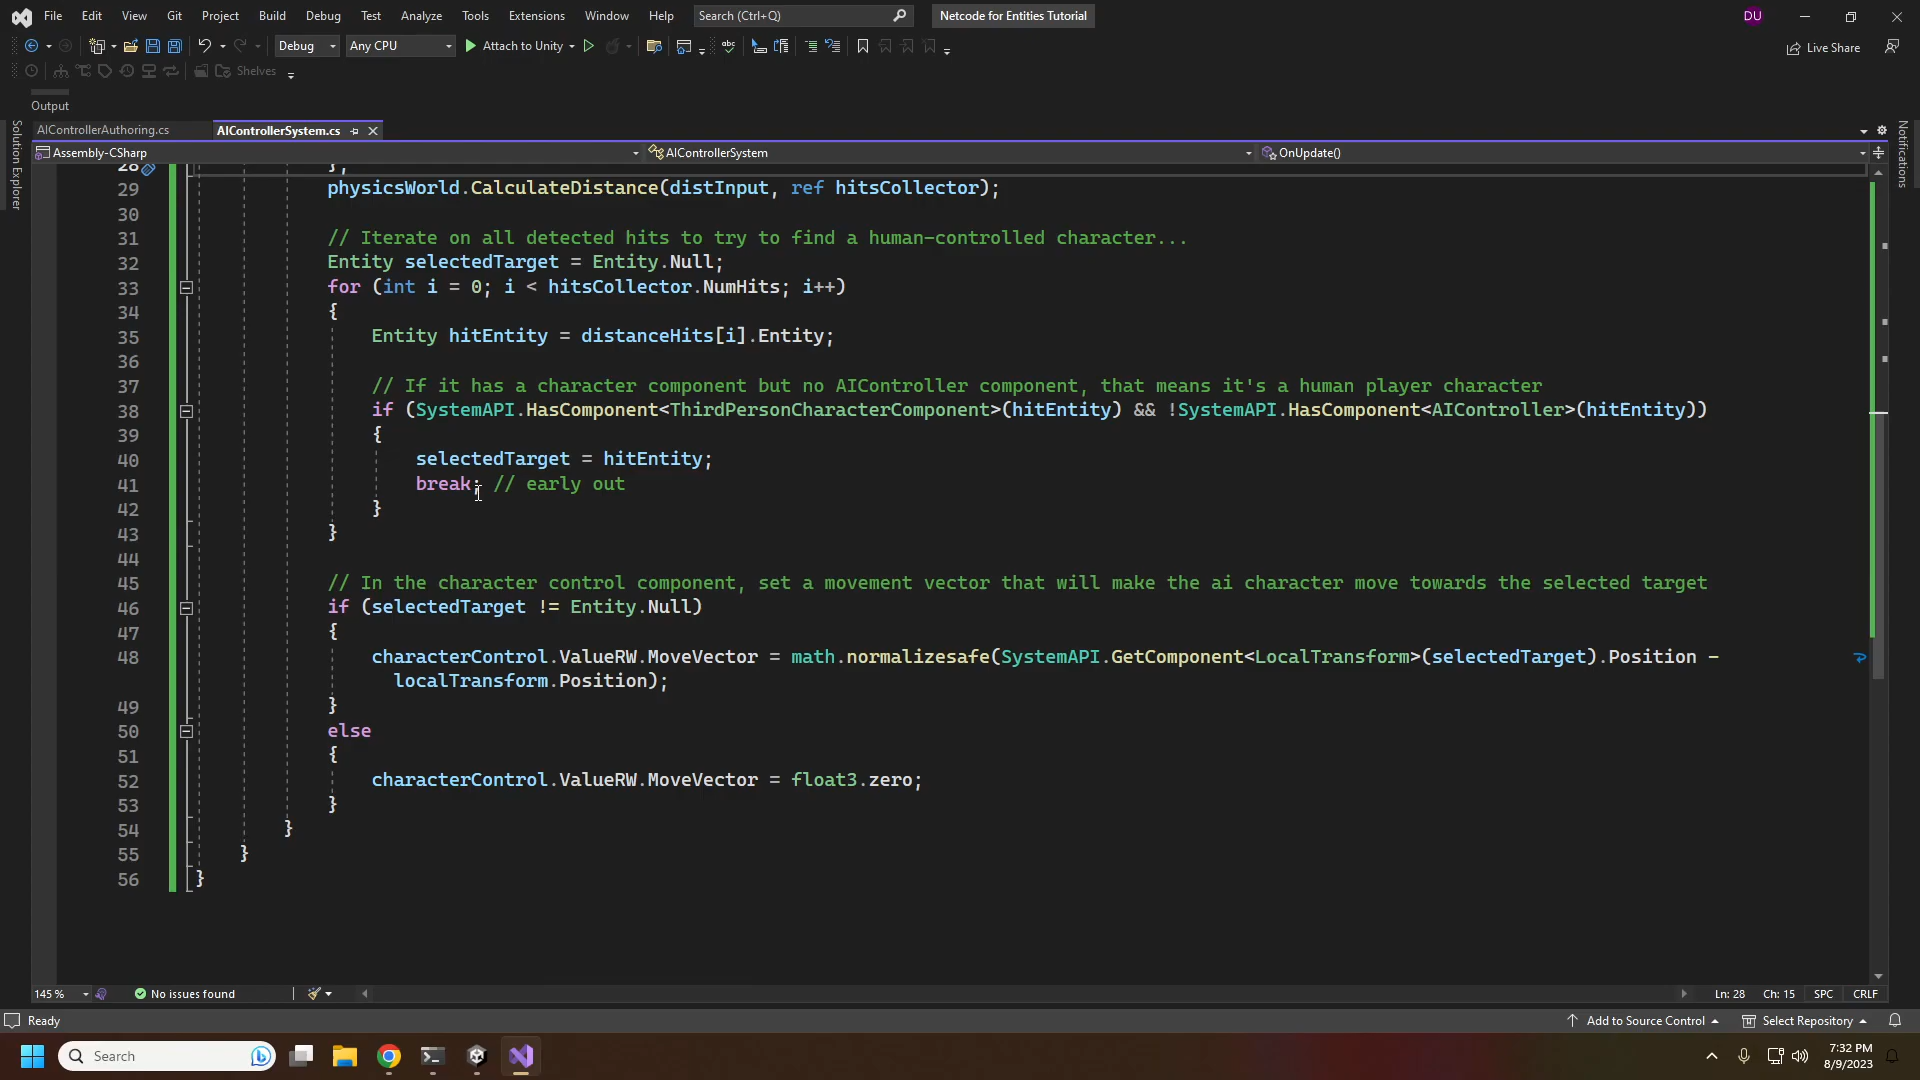 File Edit View Git Project Build Debug Test Analyze Tools Extensions Window Help Search (Ctrl+Q) Netcode for Entities Tutorial DU
Debug Any CPU Attach to Unity Live Share
Shelves
Output
Solution Explorer
Notifications
AIControllerAuthoring.cs AIControllerSystem.cs
Assembly-CSharp AIControllerSystem OnUpdate()
28 };
29 physicsWorld.CalculateDistance(distInput, ref hitsCollector);
30
31 // Iterate on all detected hits to try to find a human-controlled character...
32 Entity selectedTarget = Entity.Null;
33 for (int i = 0; i < hitsCollector.NumHits; i++)
34 {
35 Entity hitEntity = distanceHits[i].Entity;
36
37 // If it has a character component but no AIController component, that means it's a human player character
38 if (SystemAPI.HasComponent<ThirdPersonCharacterComponent>(hitEntity) && !SystemAPI.HasComponent<AIController>(hitEntity))
39 {
40 selectedTarget = hitEntity;
41 break; // early out
42 }
43 }
44
45 // In the character control component, set a movement vector that will make the ai character move towards the selected target
46 if (selectedTarget != Entity.Null)
47 {
48 characterControl.ValueRW.MoveVector = math.normalizesafe(SystemAPI.GetComponent<LocalTransform>(selectedTarget).Position -
localTransform.Position);
49 }
50 else
51 {
52 characterControl.ValueRW.MoveVector = float3.zero;
53 }
54 }
55 }
56 }
145 % No issues found Ln: 28 Ch: 15 SPC CRLF
Ready Add to Source Control Select Repository
Search 7:32 PM
8/9/2023